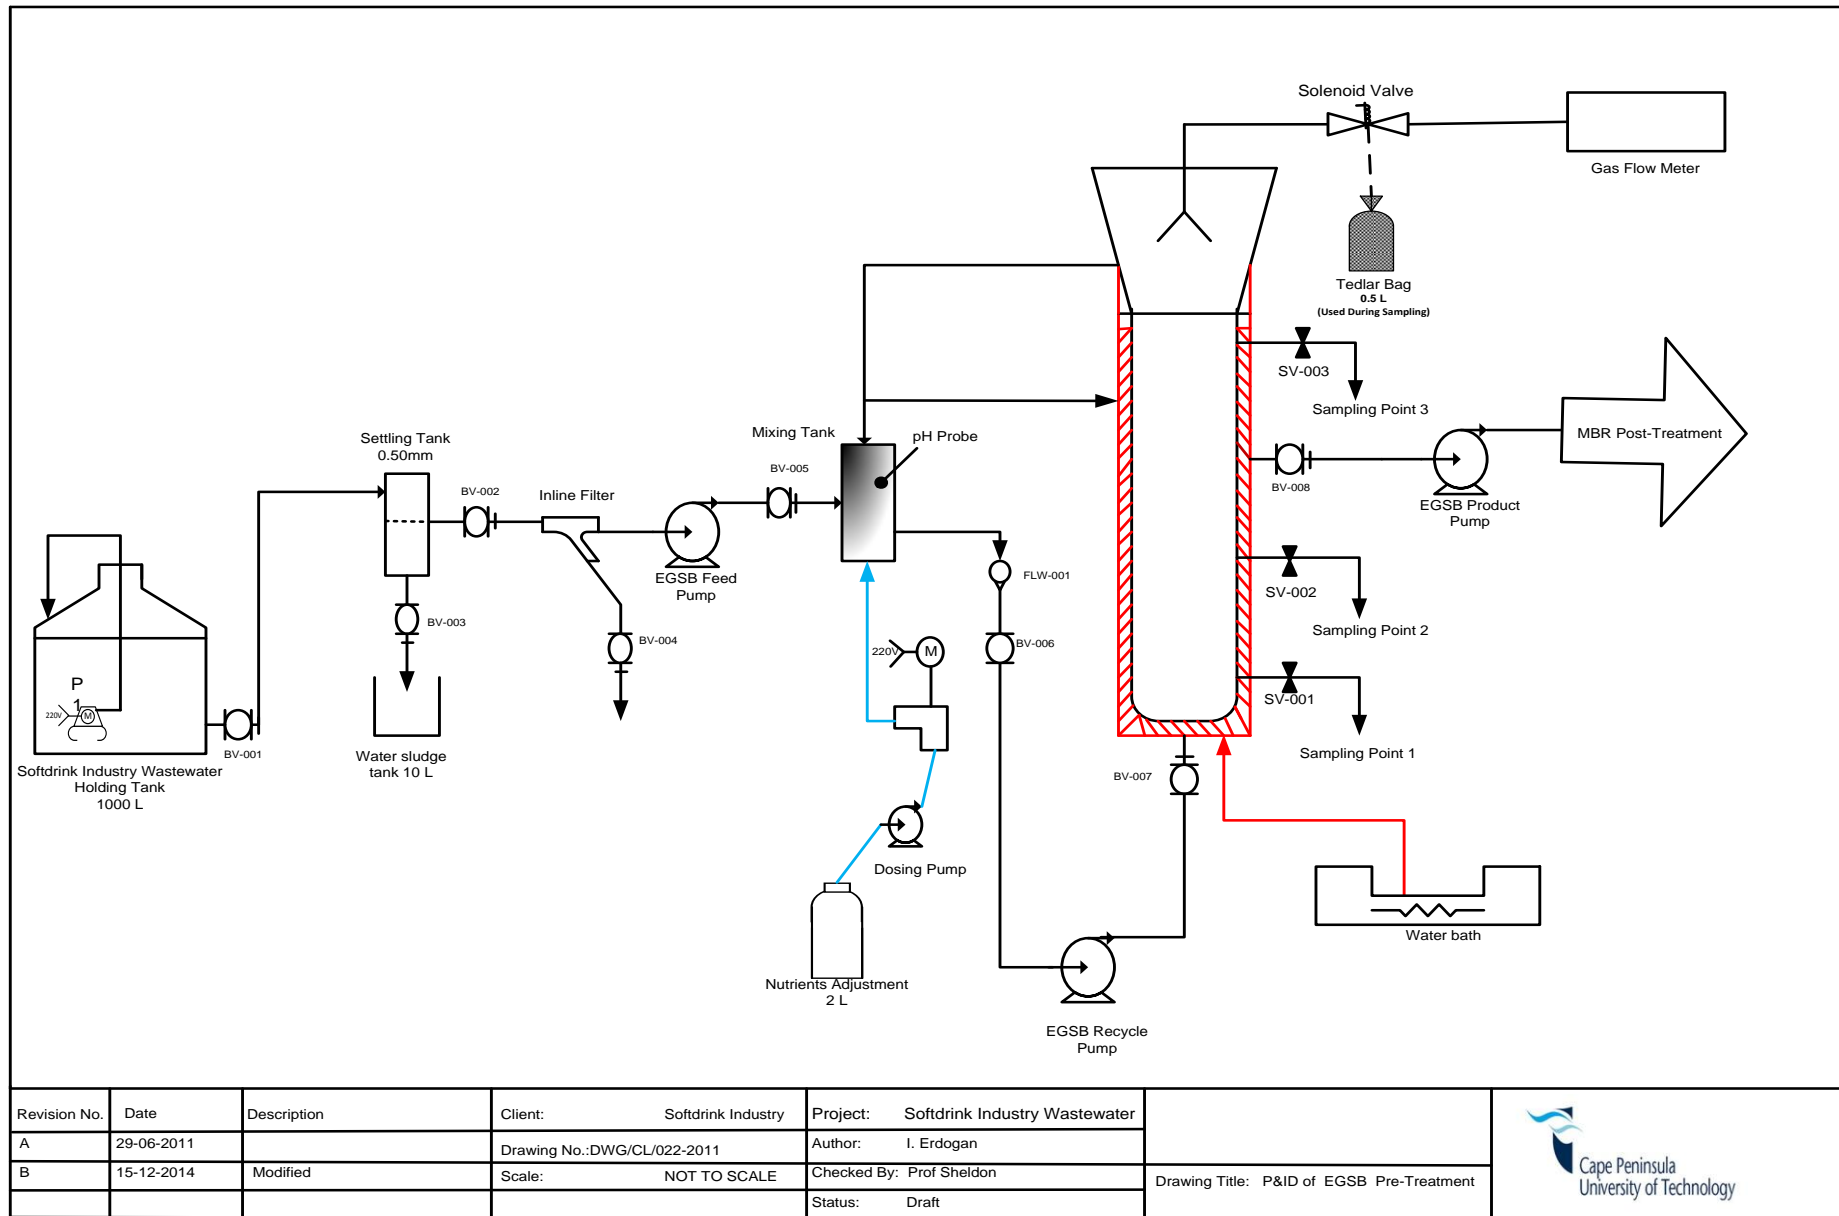 Solenoid Valve
Gas Flow Meter
Tedlar Bag
0.5 L
(Used During Sampling)
SV-003
Sampling Point 3
Mixing Tank
pH Probe
MBR Post-Treatment
Settling Tank
0.50mm
BV-005
BV-002
Inline Filter
BV-008
EGSB Product
Pump
EGSB Feed
Pump
FLW-001
SV-002
BV-003
BV-004
Sampling Point 2
220V
M
BV-006
P
1
220V
M
SV-001
BV-001
Water sludge
tank 10 L
Sampling Point 1
Softdrink Industry Wastewater
Holding Tank
1000 L
BV-007
Dosing Pump
Water bath
Nutrients Adjustment
2 L
EGSB Recycle
Pump
Revision No. Date Description Client: Softdrink Industry Project: Softdrink Industry Wastewater
A 29-06-2011 Drawing No.:DWG/CL/022-2011 Author: I. Erdogan
B 15-12-2014 Modified Scale: NOT TO SCALE Checked By: Prof Sheldon
Drawing Title: P&ID of EGSB Pre-Treatment
Status: Draft
Cape Peninsula
University of Technology